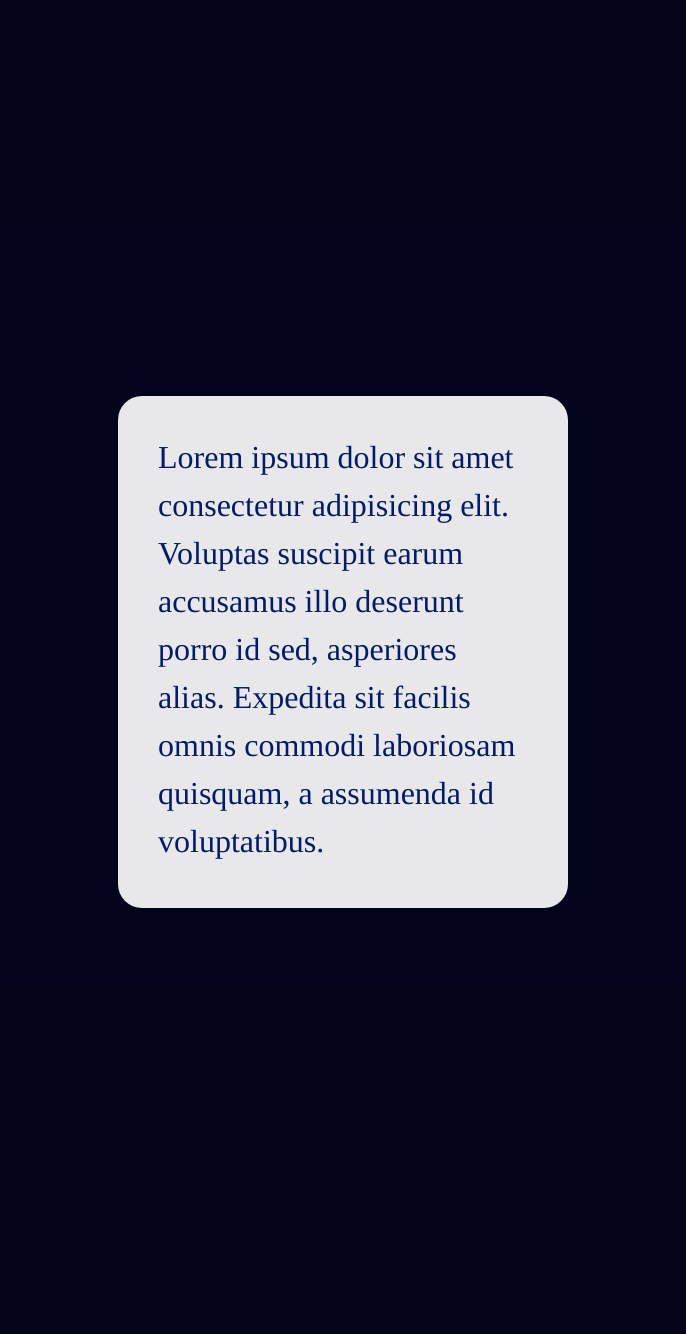 Lorem ipsum dolor sit amet
consectetur adipisicing elit.
Voluptas suscipit earum
accusamus illo deserunt
porro id sed, asperiores
alias. Expedita sit facilis
omnis commodi laboriosam
quisquam, a assumenda id
voluptatibus.